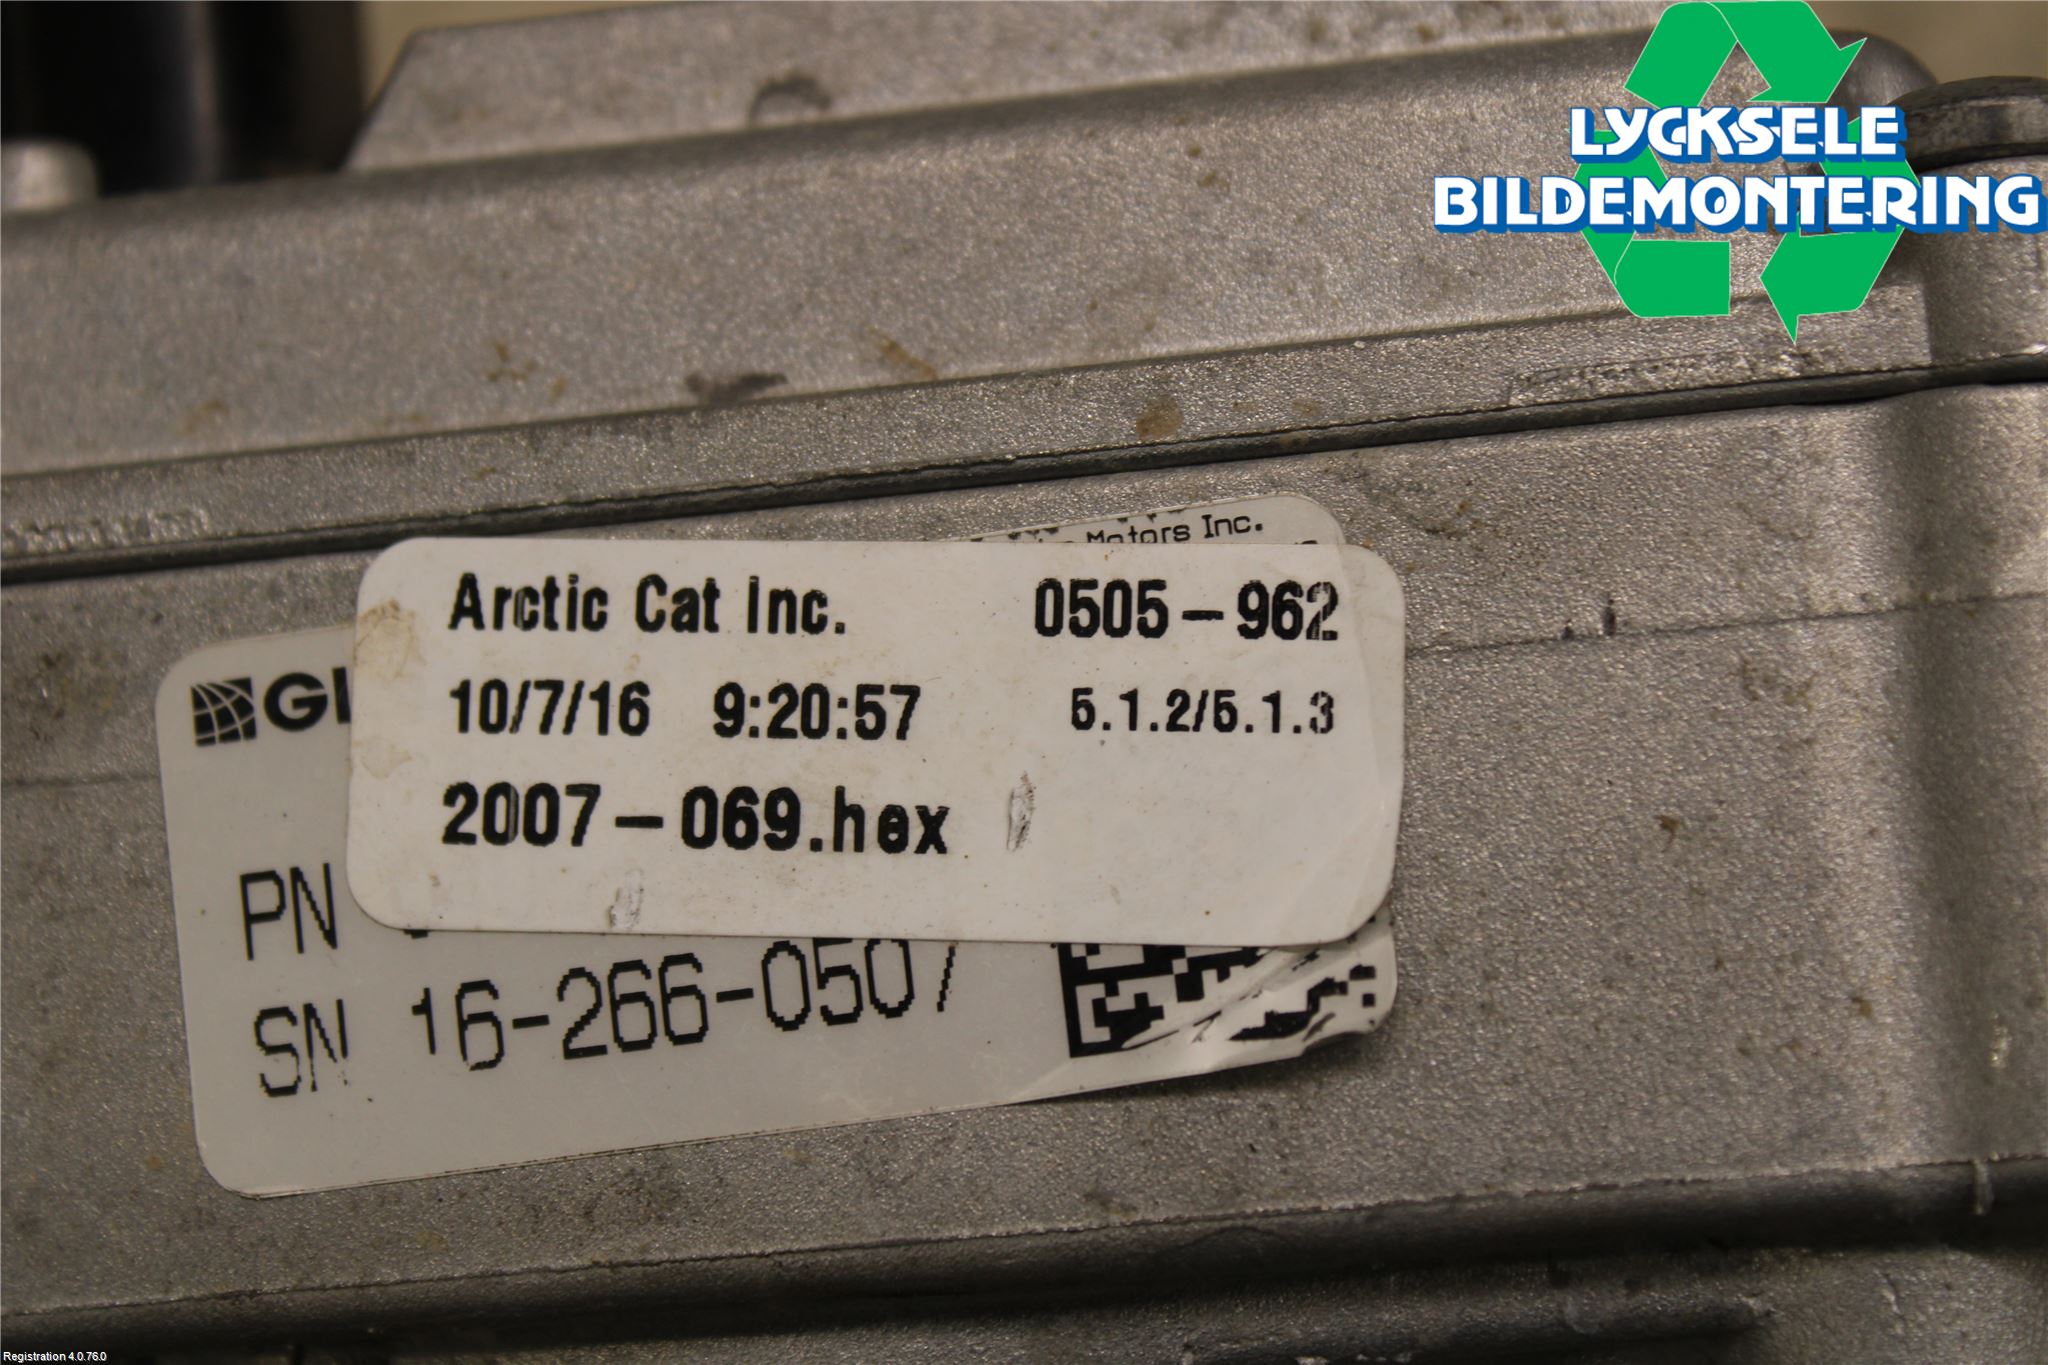 LYCKSELE
BILDEMONTERING
Motors Inc.
Arctic Cat Inc. 0505-962
10/7/16 9:20:57 5.1.2/5.1.3
2007-069.hex
PN
SN 16-266-0507
Registration 4.0.76.0